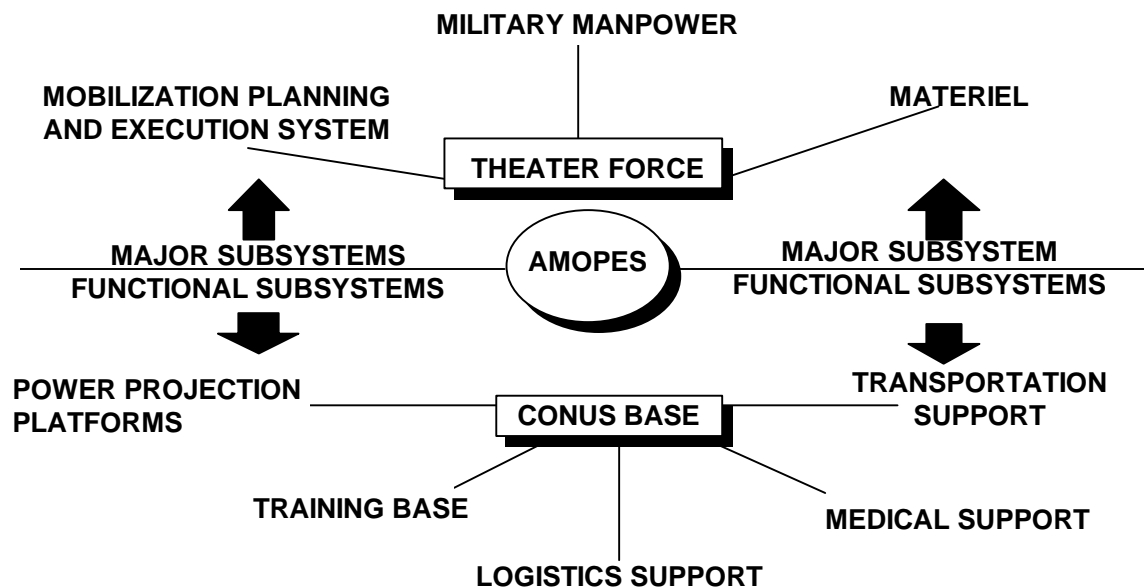 MILITARY MANPOWER
MOBILIZATION PLANNING
AND EXECUTION SYSTEM
MATERIEL
THEATER FORCE
MAJOR SUBSYSTEMS
FUNCTIONAL SUBSYSTEMS
AMOPES
MAJOR SUBSYSTEM
FUNCTIONAL SUBSYSTEMS
POWER PROJECTION
PLATFORMS
CONUS BASE
TRANSPORTATION
SUPPORT
TRAINING BASE
MEDICAL SUPPORT
LOGISTICS SUPPORT